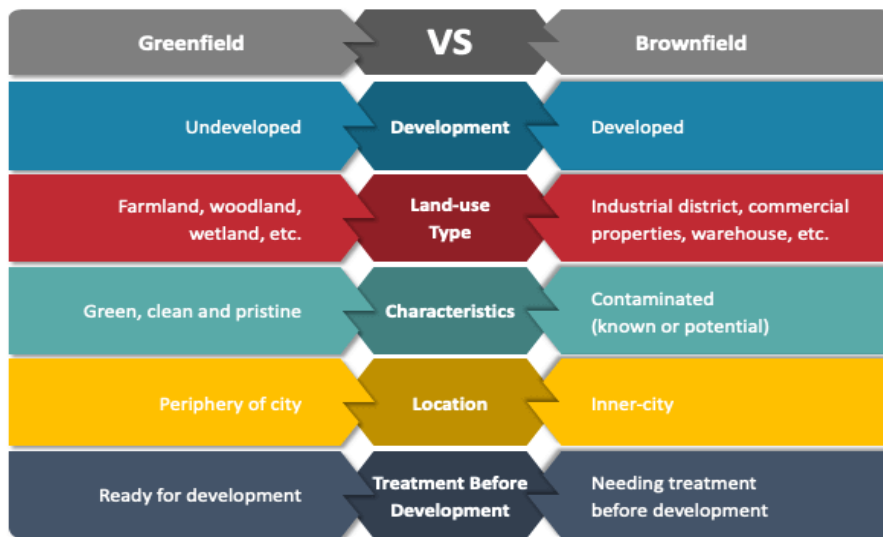 Greenfield
VS
Brownfield
Undeveloped
Development
Developed
Farmland, woodland,
wetland, etc.
Land-use
Type
Industrial district, commercial
properties, warehouse, etc.
Green, clean and pristine
Characteristics
Contaminated
(known or potential)
Periphery of city
Location
Inner-city
Ready for development
Treatment Before
Development
Needing treatment
before development